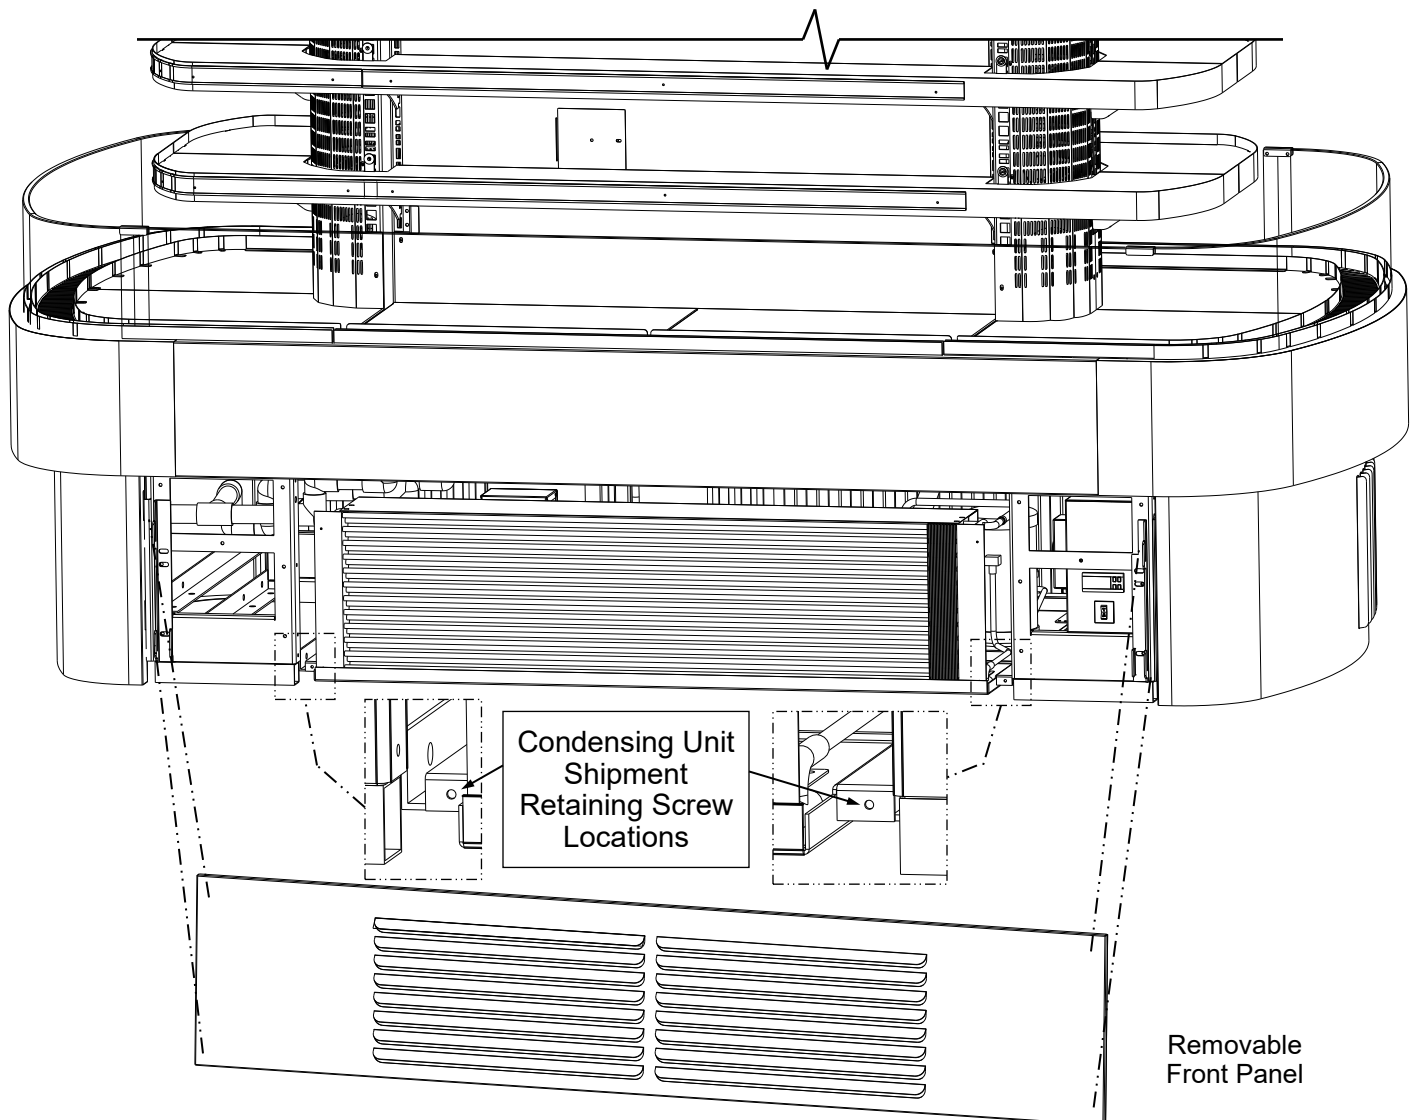 Condensing Unit
Shipment
Retaining Screw
Locations
Removable
Front Panel